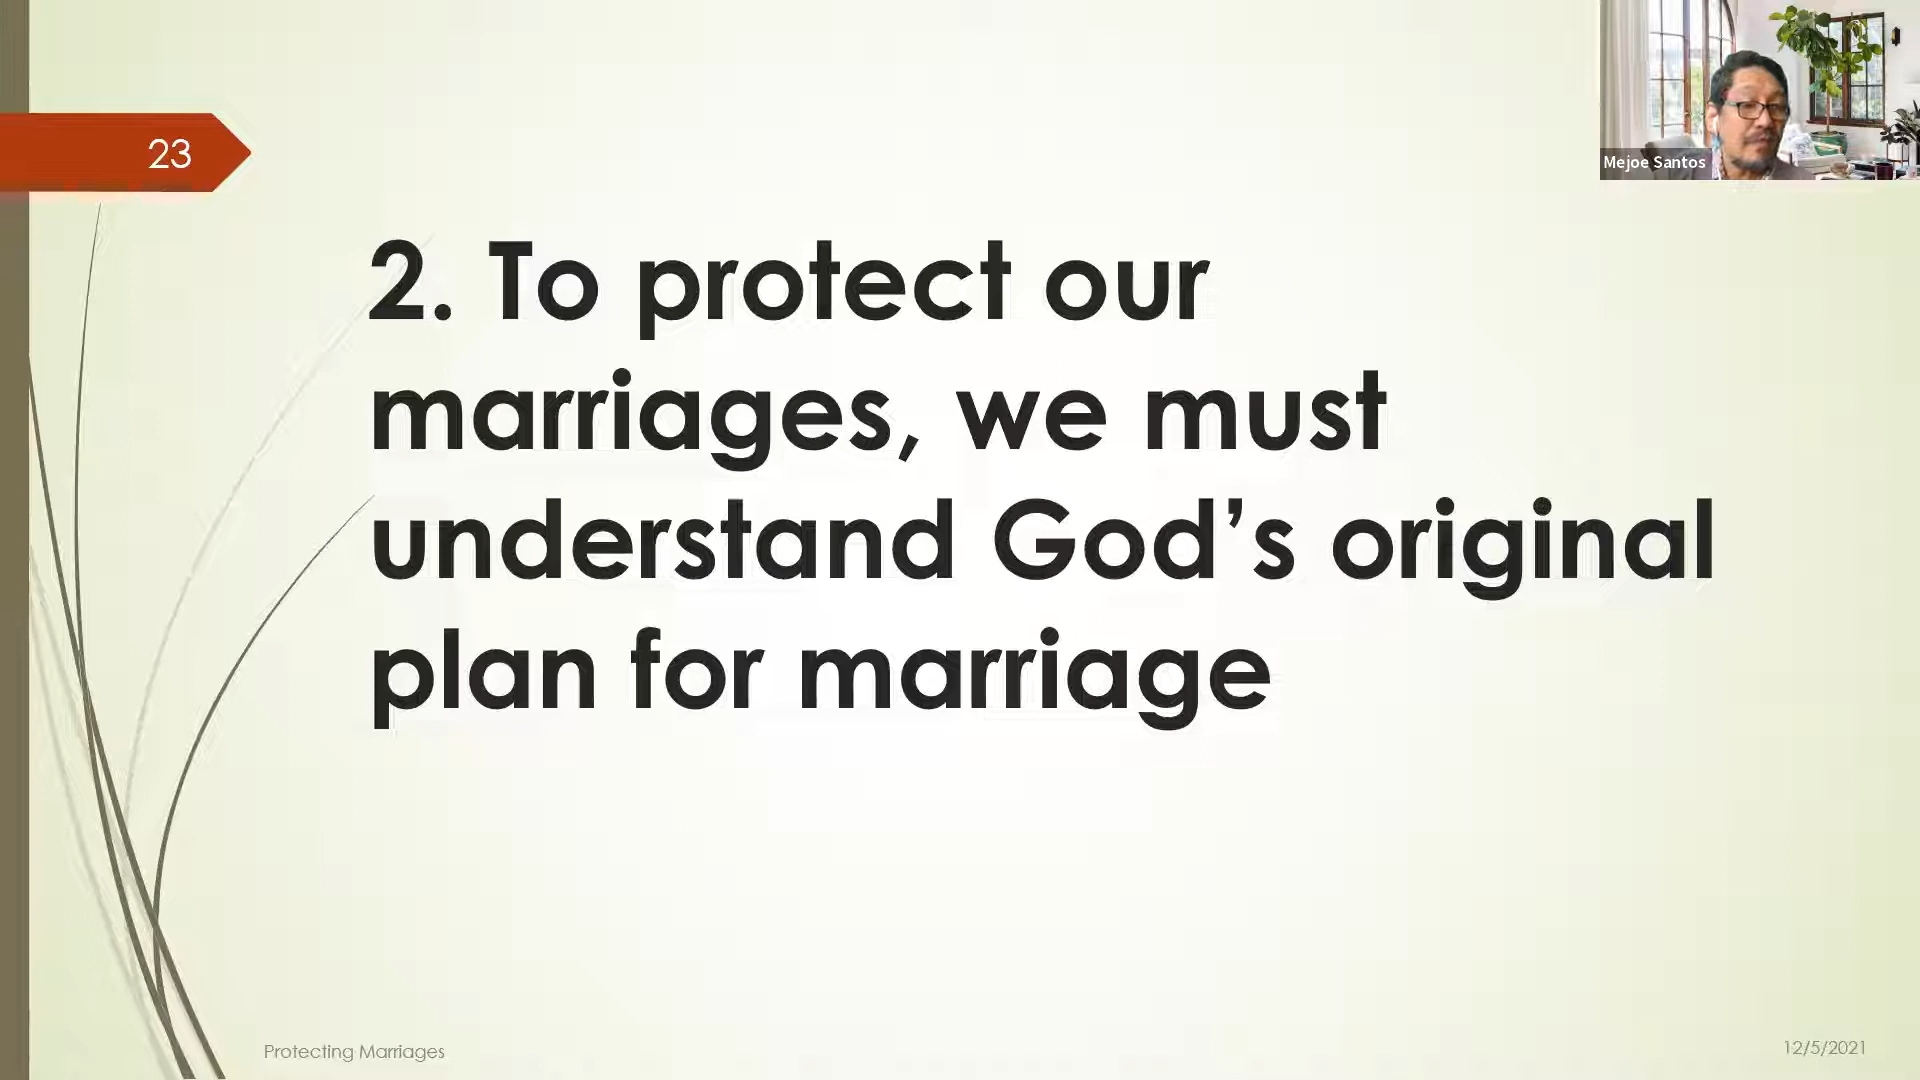 23
Mejoe Santos
2. To protect our
marriages, we must
understand God’s original
plan for marriage
Protecting Marriages
12/5/2021